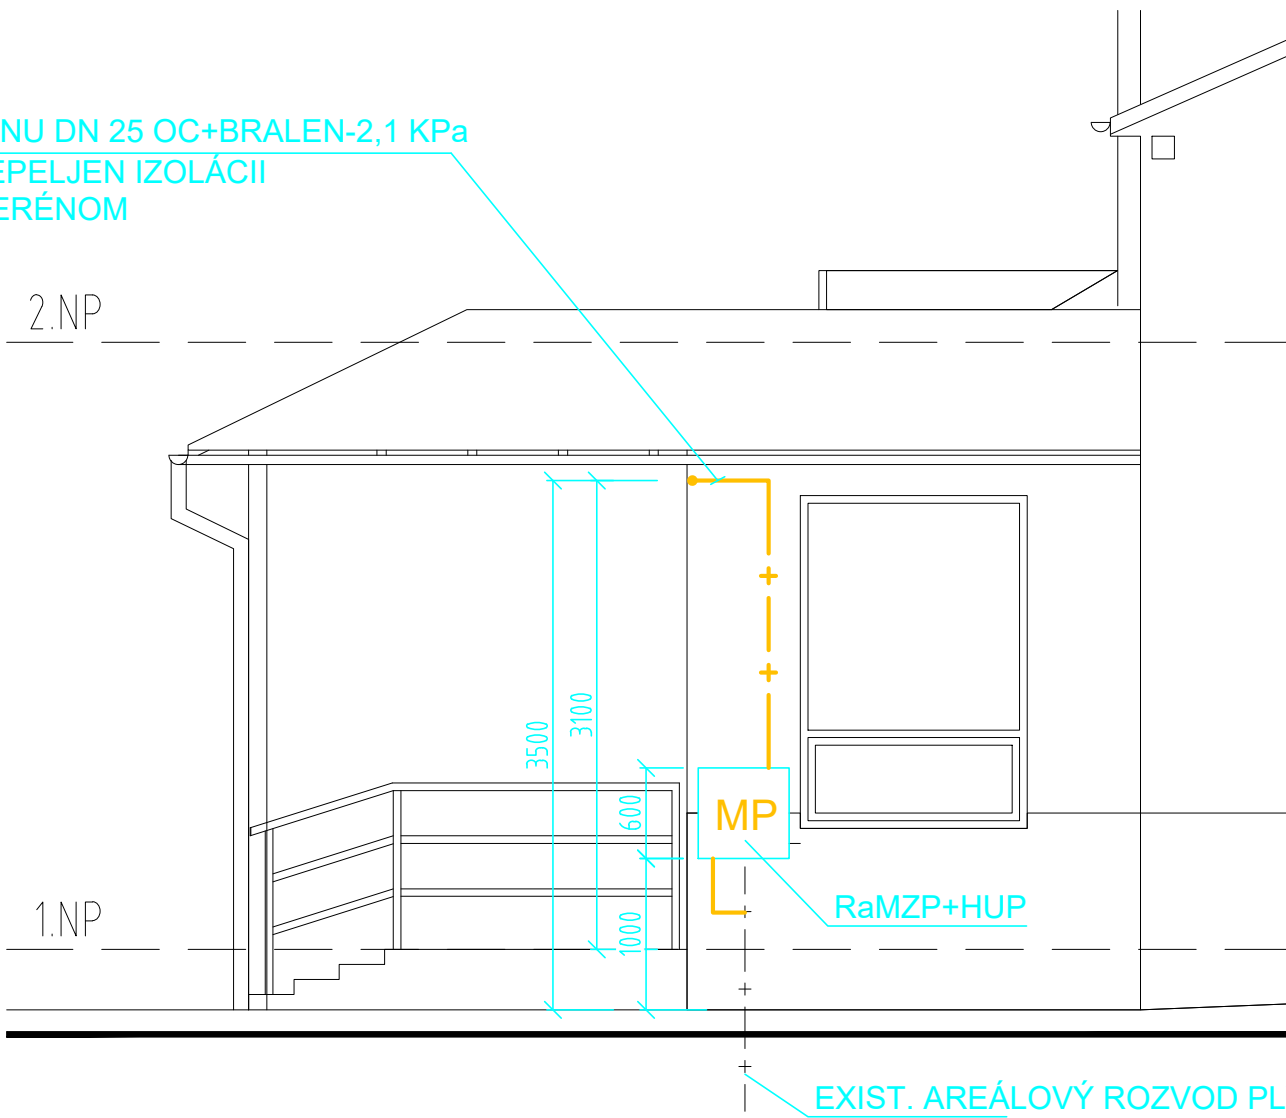 NU DN 25 OC+BRALEN-2,1 KPa
EPELJEN IZOLÁCII
ERÉNOM
2.NP
3500
3100
600
MP
RaMZP+HUP
1.NP
1000
EXIST. AREÁLOVÝ ROZVOD PL